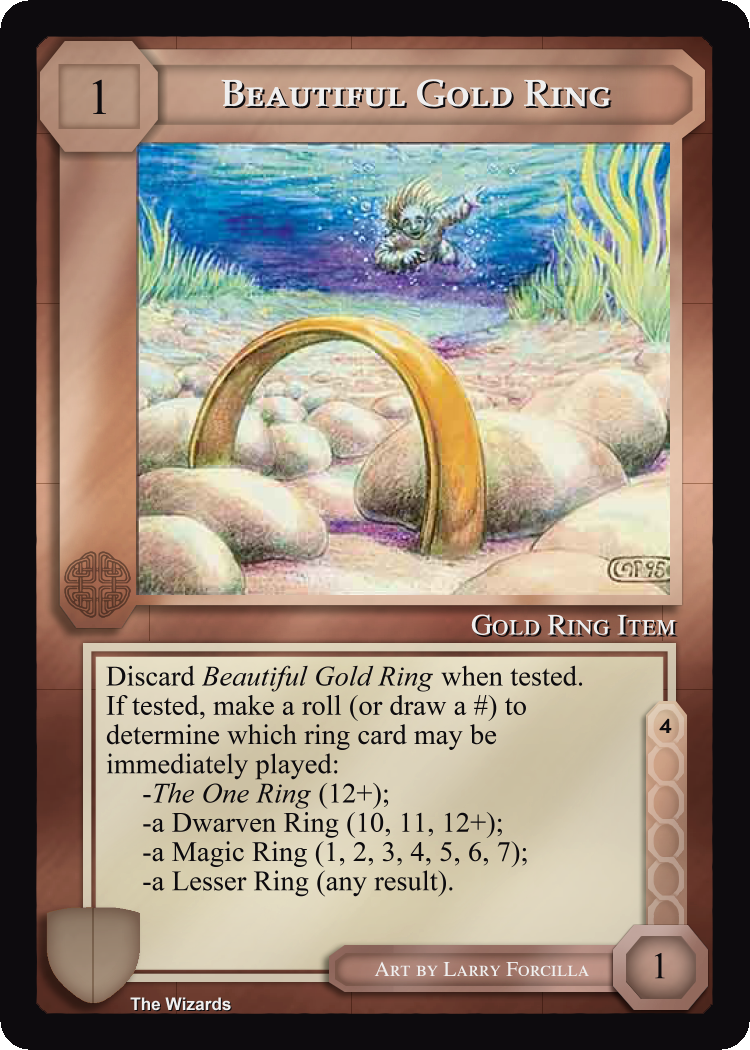 1
Beautiful Gold Ring
Gold Ring Item
Discard Beautiful Gold Ring when tested.
If tested, make a roll (or draw a #) to
determine which ring card may be
immediately played:
-The One Ring (12+);
-a Dwarven Ring (10, 11, 12+);
-a Magic Ring (1, 2, 3, 4, 5, 6, 7);
-a Lesser Ring (any result).
4
Art by Larry Forcilla
1
The Wizards